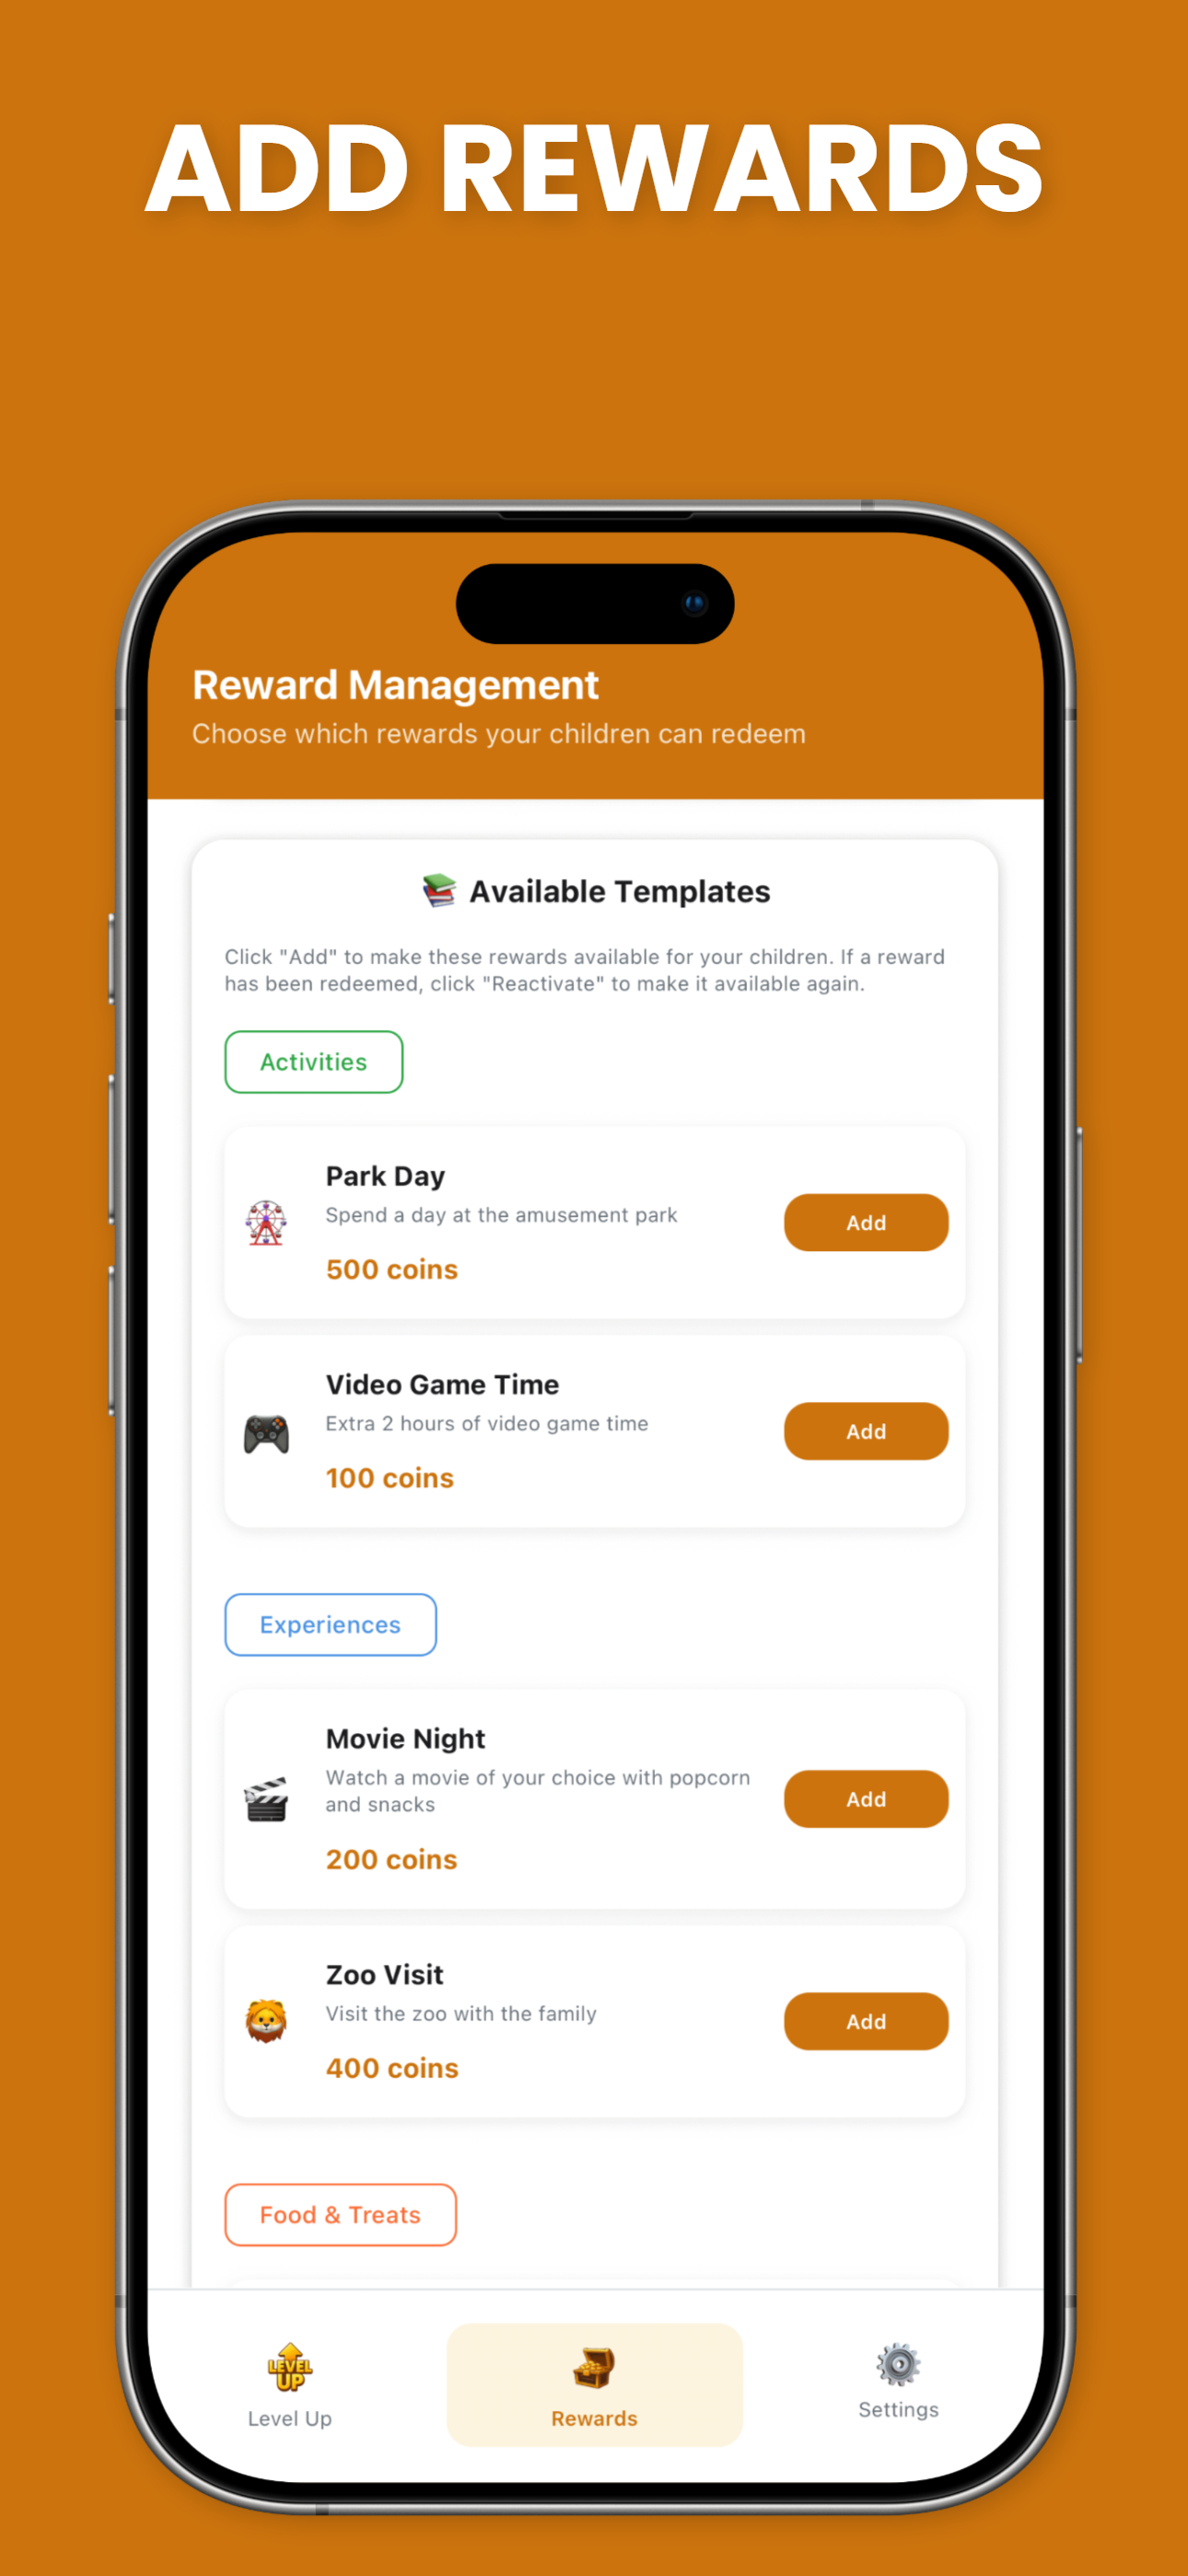 ADD REWARDS
Reward Management
Choose which rewards your children can redeem
Available Templates
Click "Add" to make these rewards available for your children. If a reward
has been redeemed, click "Reactivate" to make it available again.
Activities
Park Day
Spend a day at the amusement park
500 coins
Add
Video Game Time
Extra 2 hours of video game time
100 coins
Add
Experiences
Movie Night
Watch a movie of your choice with popcorn
and snacks
200 coins
Add
Zoo Visit
Visit the zoo with the family
400 coins
Add
Food & Treats
LEVEL
UP
Level Up
Rewards
Settings